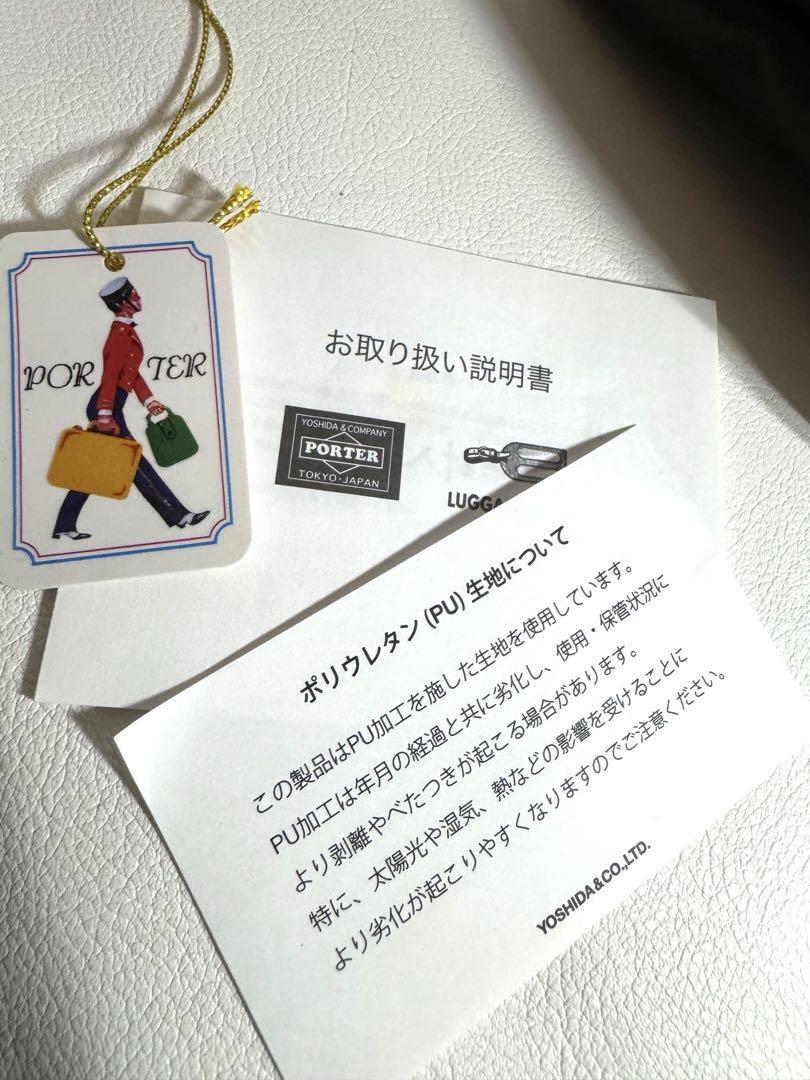 PORTER
お取り扱い説明書
YOSHIDA & COMPANY
PORTER
TOKYO・JAPAN
ポリウレタン(PU)生地について
この製品はPU加工を施した生地を使用しています。
PU加工は年月の経過と共に劣化し、使用・保管状況に
より剥離やべたつきが起こる場合があります。
特に、太陽光や湿気、熱などの影響を受けることに
より劣化が起こりやすくなりますのでご注意ください。
YOSHIDA&CO.,LTD.